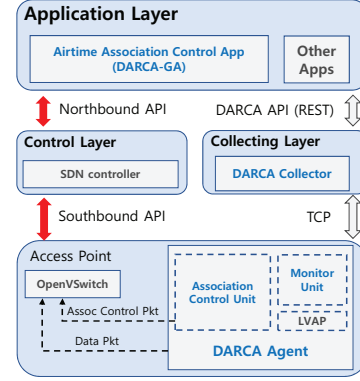 Application Layer
Airtime Association Control App
(DARCA-GA)
Other
Apps
Northbound API
DARCA API (REST)
Control Layer
SDN controller
Collecting Layer
DARCA Collector
Southbound API
TCP
Access Point
OpenVSwitch
Association
Control Unit
Monitor
Unit
LVAP
Assoc Control Pkt
Data Pkt
DARCA Agent